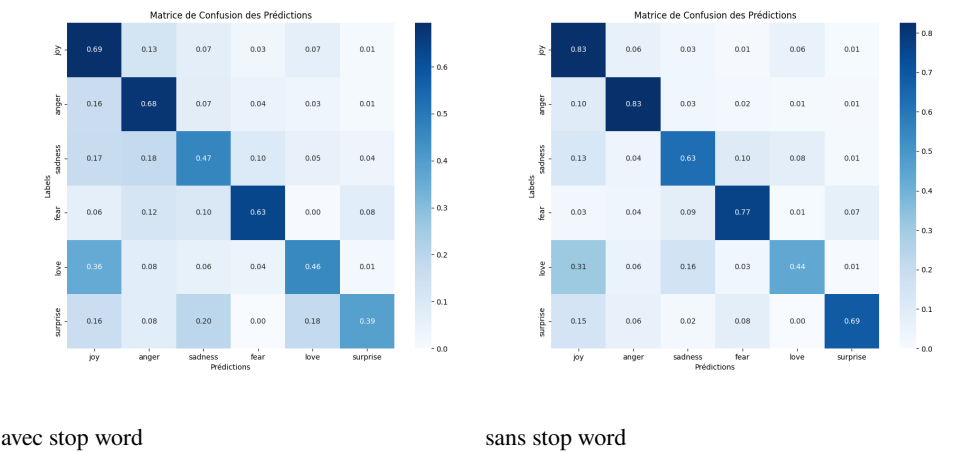 Matrice de Confusion des Prédictions
joy 0.69 0.13 0.07 0.03 0.07 0.01
anger 0.16 0.68 0.07 0.04 0.03 0.01
sadness 0.17 0.18 0.47 0.10 0.05 0.04
fear 0.06 0.12 0.10 0.63 0.00 0.08
love 0.36 0.08 0.06 0.04 0.46 0.01
surprise 0.16 0.08 0.20 0.00 0.18 0.39
Labels
joy anger sadness fear love surprise
Prédictions
0.6
0.5
0.4
0.3
0.2
0.1
0.0
avec stop word
Matrice de Confusion des Prédictions
joy 0.83 0.06 0.03 0.01 0.06 0.01
anger 0.10 0.83 0.03 0.02 0.01 0.01
sadness 0.13 0.04 0.63 0.10 0.08 0.01
fear 0.03 0.04 0.09 0.77 0.01 0.07
love 0.31 0.06 0.16 0.03 0.44 0.01
surprise 0.15 0.06 0.02 0.08 0.00 0.69
Labels
joy anger sadness fear love surprise
Prédictions
0.8
0.7
0.6
0.5
0.4
0.3
0.2
0.1
0.0
sans stop word